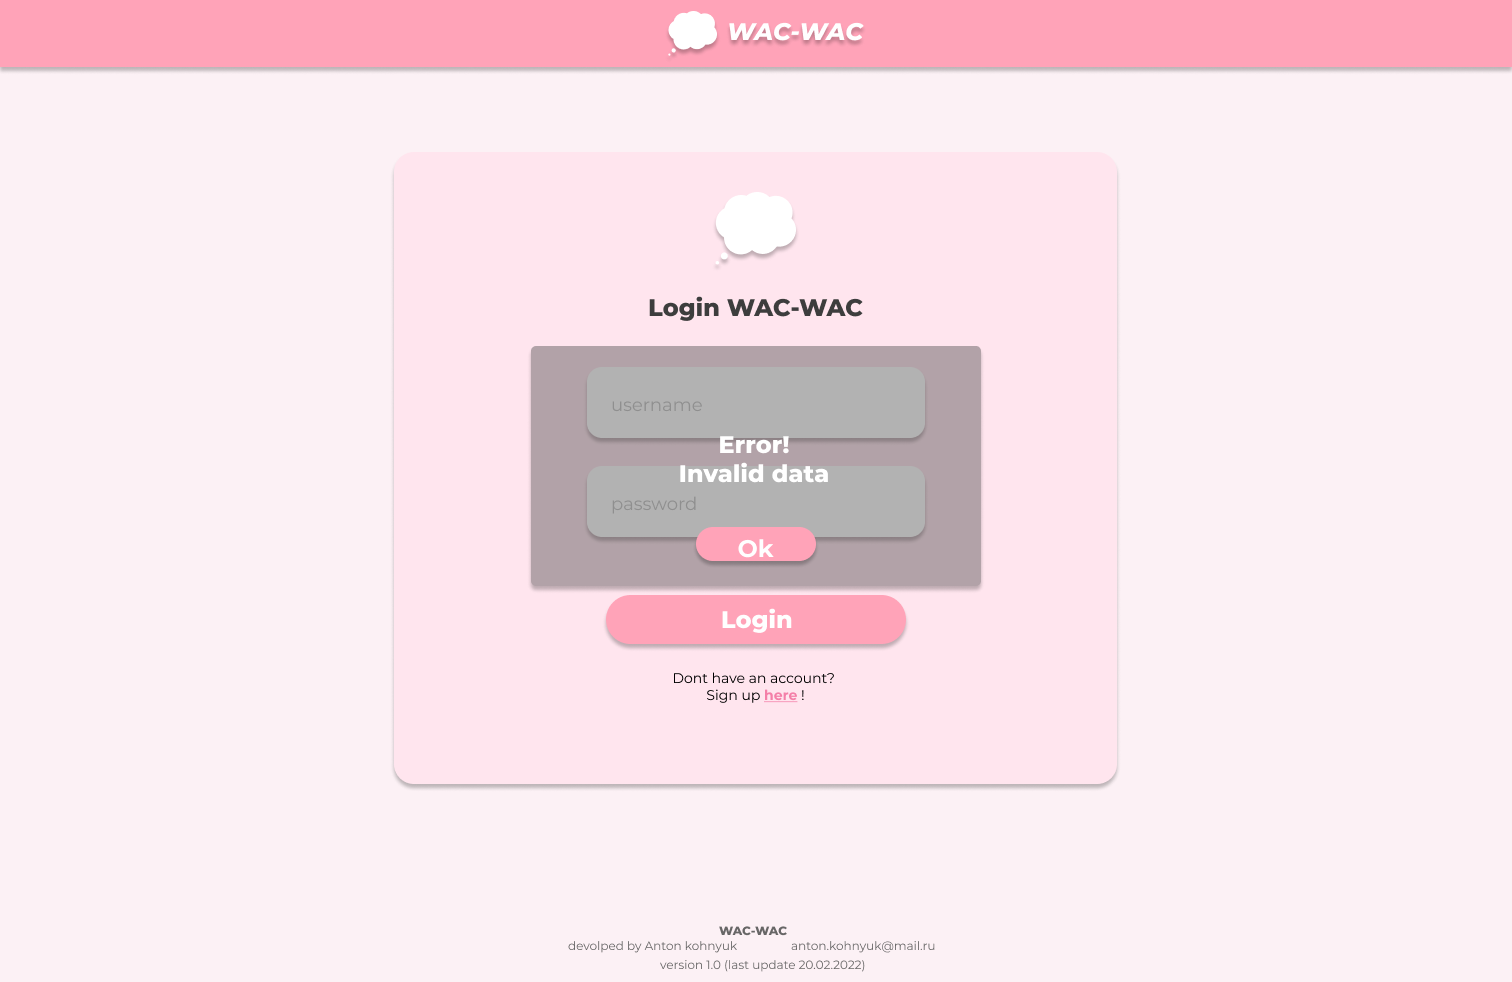 WAC-WAC
Login WAC-WAC
username
Error!
Invalid data
password
Ok
Login
Dont have an account?
Sign up here !
WAC-WAC
devolped by Anton kohnyuk anton.kohnyuk@mail.ru
version 1.0 (last update 20.02.2022)